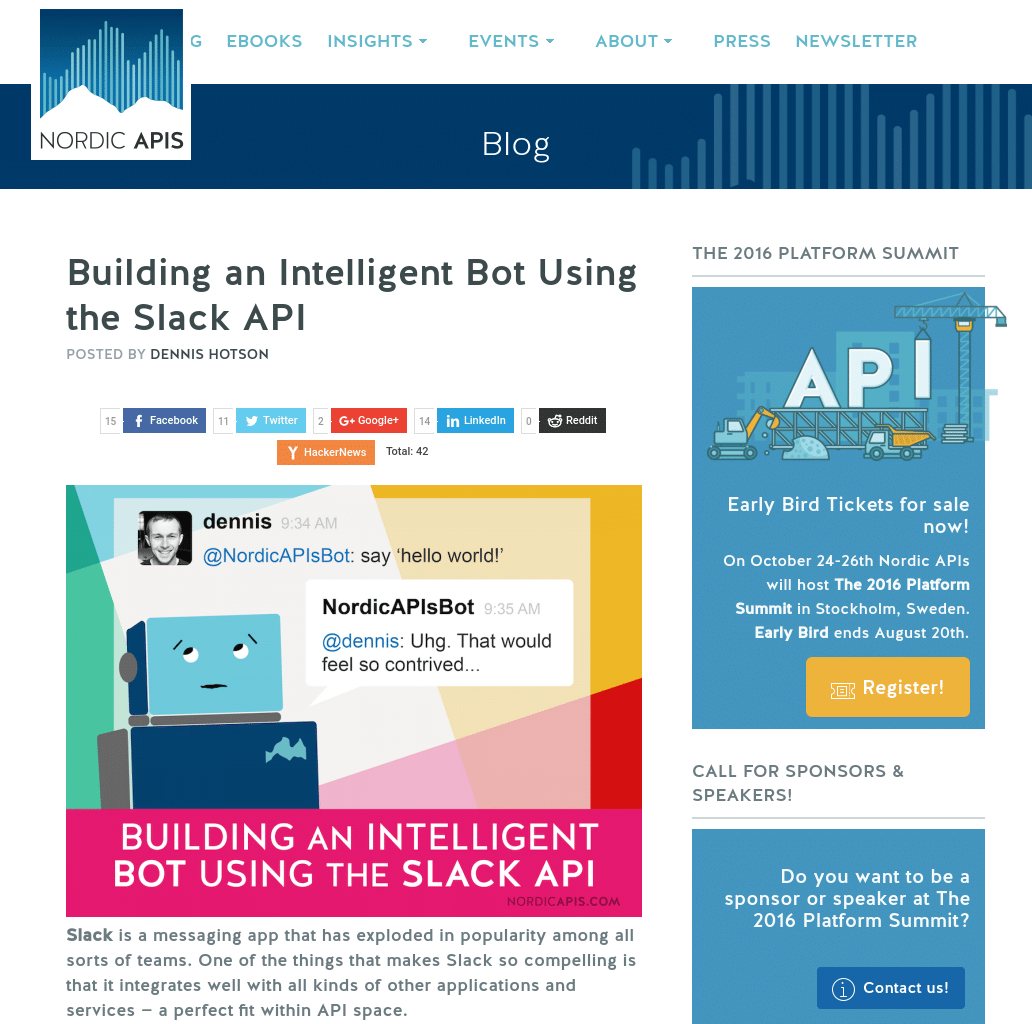 G EBOOKS INSIGHTS EVENTS ABOUT PRESS NEWSLETTER
NORDIC APIS
Blog
Building an Intelligent Bot Using
the Slack API
POSTED BY DENNIS HOTSON
15 Facebook 11 Twitter 2 Google+ 14 LinkedIn 0 Reddit
HackerNews Total: 42
dennis 9:34 AM
@NordicAPIsBot: say ‘hello world!’
NordicAPIsBot 9:35 AM
@dennis: Uhg. That would
feel so contrived...
BUILDING AN INTELLIGENT
BOT USING THE SLACK API
NORDICAPIS.COM
Slack is a messaging app that has exploded in popularity among all
sorts of teams. One of the things that makes Slack so compelling is
that it integrates well with all kinds of other applications and
services – a perfect fit within API space.
THE 2016 PLATFORM SUMMIT
API
Early Bird Tickets for sale
now!
On October 24-26th Nordic APIs
will host The 2016 Platform
Summit in Stockholm, Sweden.
Early Bird ends August 20th.
Register!
CALL FOR SPONSORS &
SPEAKERS!
Do you want to be a
sponsor or speaker at The
2016 Platform Summit?
Contact us!